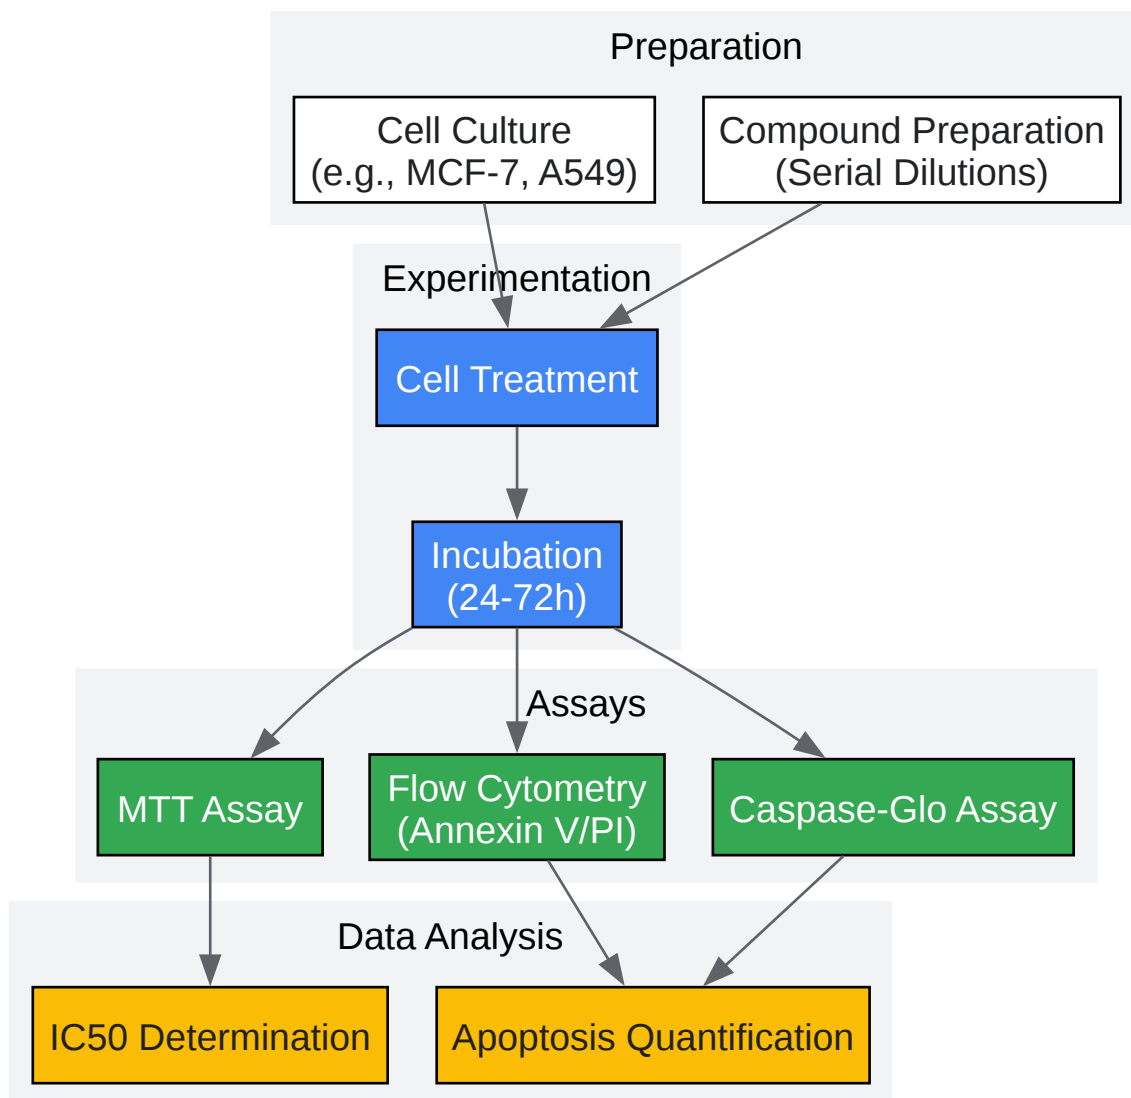 Preparation
Cell Culture
(e.g., MCF-7, A549)
Compound Preparation
(Serial Dilutions)
Experimentation
Cell Treatment
Incubation
(24-72h)
Assays
MTT Assay
Flow Cytometry
(Annexin V/PI)
Caspase-Glo Assay
Data Analysis
IC50 Determination
Apoptosis Quantification